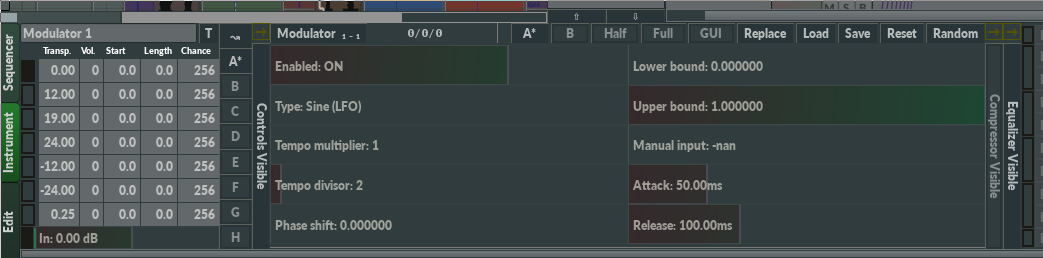 M S B
⇧ ⇩
Modulator 1 T
Transp. Vol. Start Length Chance
0.00 0 0.0 0.0 256
12.00 0 0.0 0.0 256
19.00 0 0.0 0.0 256
24.00 0 0.0 0.0 256
-12.00 0 0.0 0.0 256
-24.00 0 0.0 0.0 256
0.25 0 0.0 0.0 256
In: 0.00 dB
Sequencer
Instrument
Edit
A*
B
C
D
E
F
G
H
Controls Visible
Modulator 1 - 1 0/0/0 A* B Half Full GUI Replace Load Save Reset Random
Enabled: ON
Type: Sine (LFO)
Tempo multiplier: 1
Tempo divisor: 2
Phase shift: 0.000000
Lower bound: 0.000000
Upper bound: 1.000000
Manual input: -nan
Attack: 50.00ms
Release: 100.00ms
Compressor Visible
Equalizer Visible